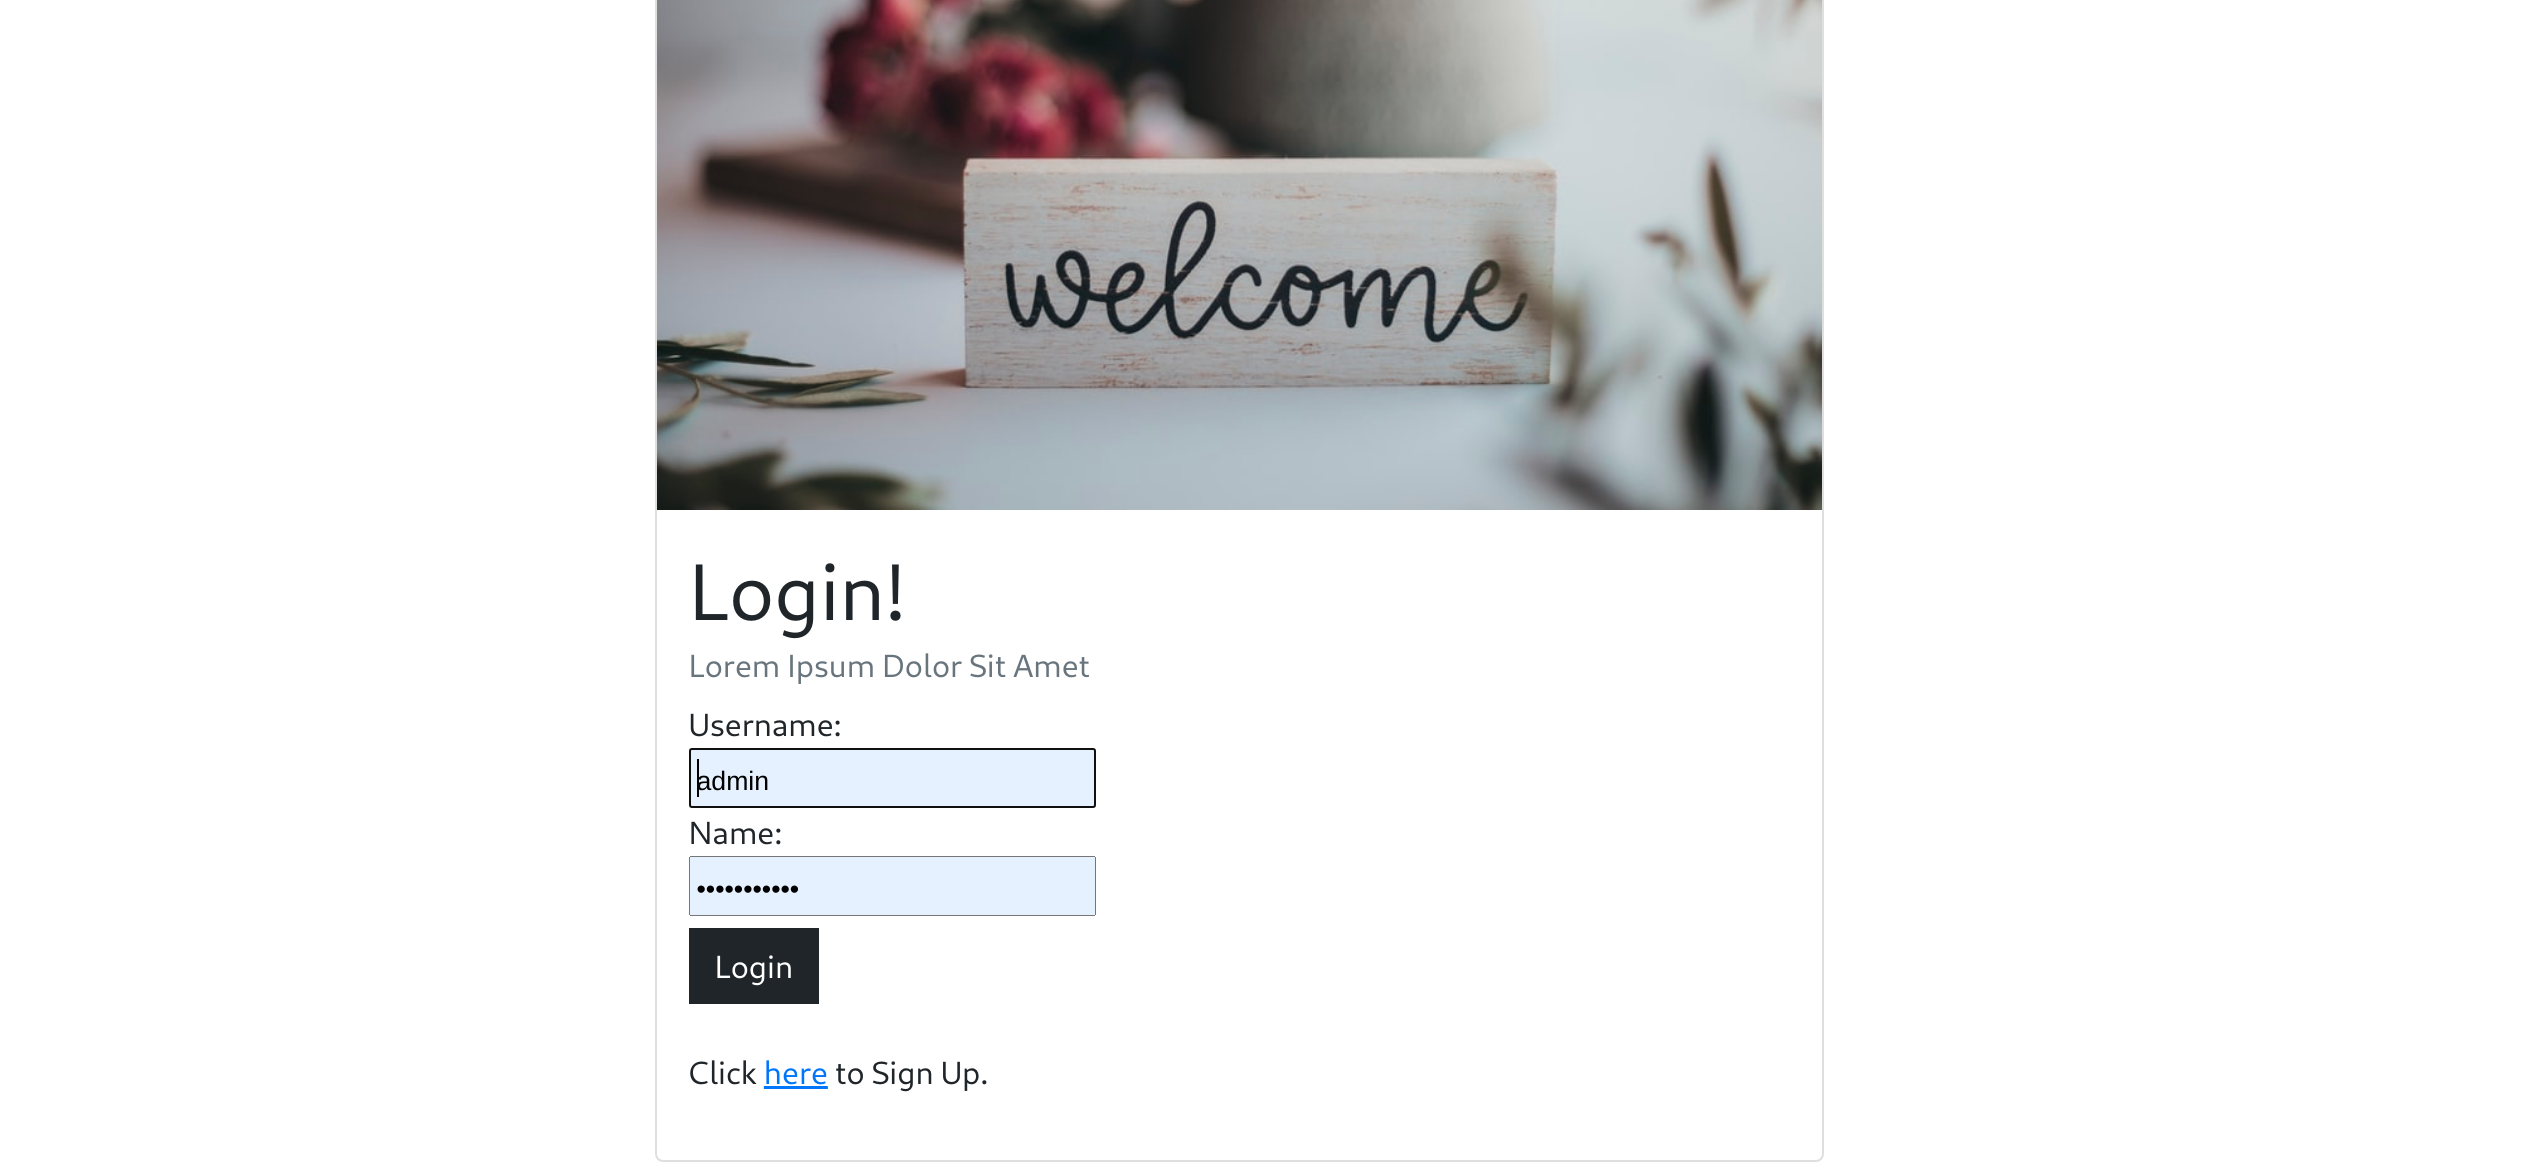 welcome
Login!
Lorem Ipsum Dolor Sit Amet
Username:
admin
Name:
•••••••••••
Login
Click here to Sign Up.